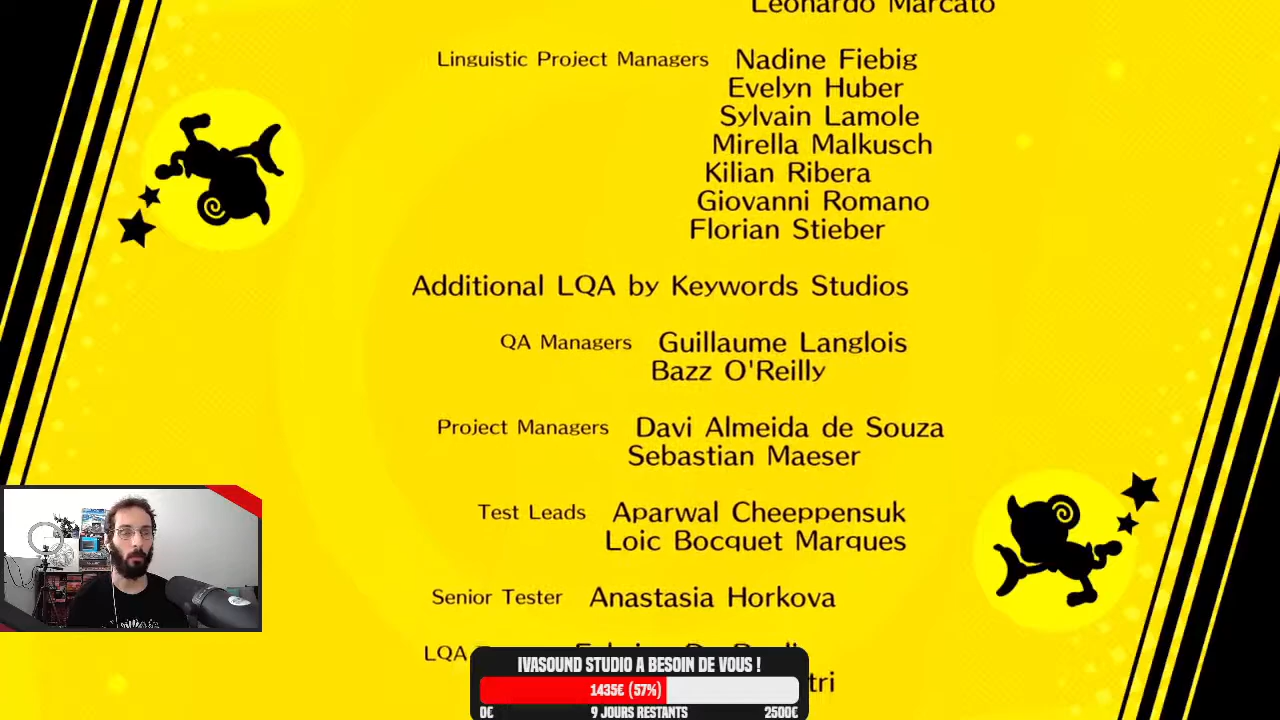 Leonardo Marcato
Linguistic Project Managers Nadine Fiebig
Evelyn Huber
Sylvain Lamole
Mirella Malkusch
Kilian Ribera
Giovanni Romano
Florian Stieber
Additional LQA by Keywords Studios
QA Managers Guillaume Langlois
Bazz O'Reilly
Project Managers Davi Almeida de Souza
Sebastian Maeser
Test Leads Aparwal Cheeppensuk
Loic Bocquet Marques
Senior Tester Anastasia Horkova
LQA
IVASOUND STUDIO A BESOIN DE VOUS !
1435€ (57%)
0€ 9 JOURS RESTANTS 2500€